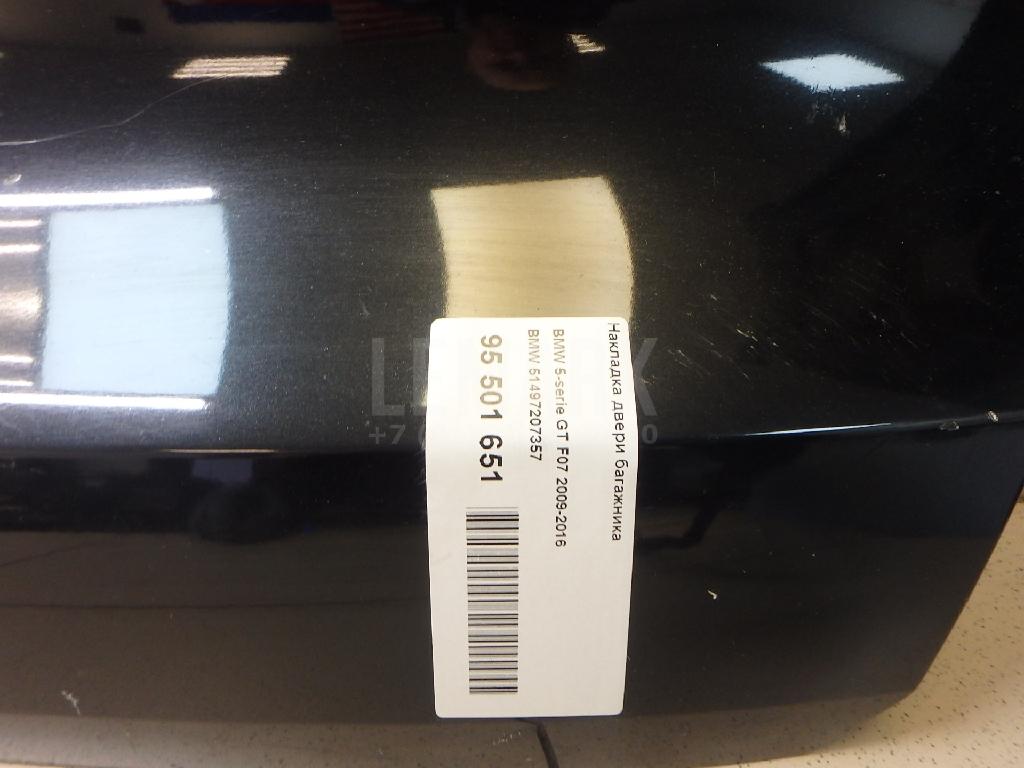 Накладка двери багажника
BMW 5-serie GT F07 2009-2016
BMW 51497207357
95 501 651